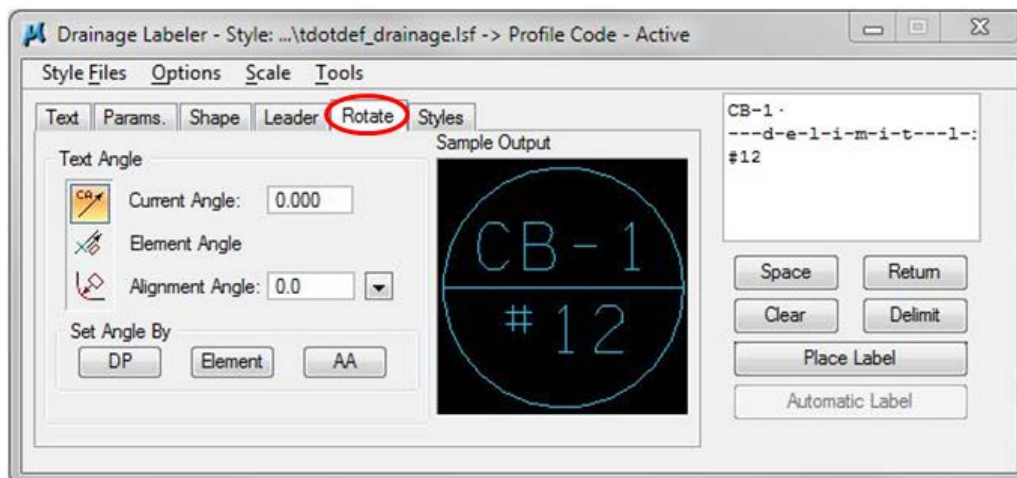 Drainage Labeler - Style: ...\tdotdef_drainage.lsf -> Profile Code - Active
Style Files Options Scale Tools
Text Params. Shape Leader Rotate Styles
Text Angle
CA
Current Angle: 0.000
Element Angle
Alignment Angle: 0.0
Set Angle By
DP Element AA
Sample Output
CB-1
#12
CB-1 ·
---d-e-l-i-m-i-t---l-:
#12
Space Return
Clear Delimit
Place Label
Automatic Label